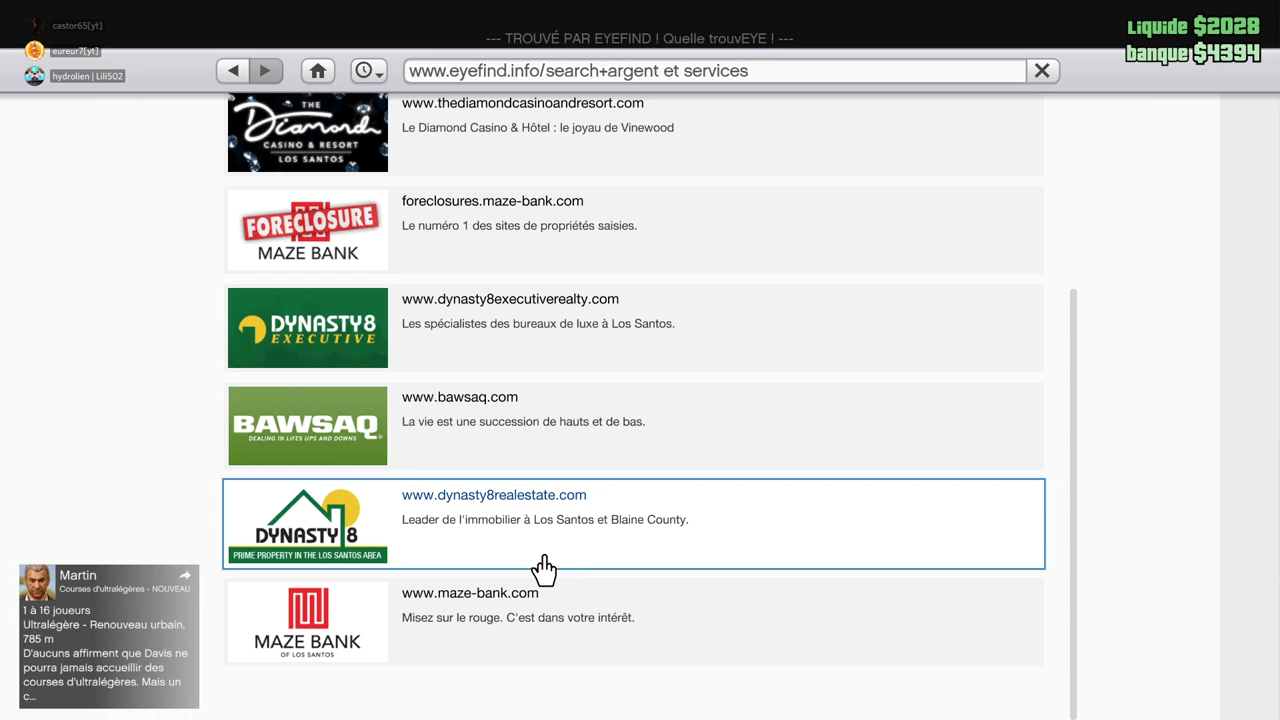 castor65[yt]
eureur7[yt]
hydrolien | Lili502
--- TROUVÉ PAR EYEFIND ! Quelle trouvEYE ! ---
Liquide $2028
banque $4394
www.eyefind.info/search+argent et services
THE
Diamond
CASINO & RESORT
LOS SANTOS
www.thediamondcasinoandresort.com
Le Diamond Casino & Hôtel : le joyau de Vinewood
FORECLOSURE
MAZE BANK
foreclosures.maze-bank.com
Le numéro 1 des sites de propriétés saisies.
DYNASTY8
EXECUTIVE
www.dynasty8executiverealty.com
Les spécialistes des bureaux de luxe à Los Santos.
BAWSAQ
DEALING IN LIFES UPS AND DOWNS
www.bawsaq.com
La vie est une succession de hauts et de bas.
DYNASTY 8
PRIME PROPERTY IN THE LOS SANTOS AREA
www.dynasty8realestate.com
Leader de l'immobilier à Los Santos et Blaine County.
MAZE BANK
OF LOS SANTOS
www.maze-bank.com
Misez sur le rouge. C'est dans votre intérêt.
Martin
Courses d'ultralégères - NOUVEAU
1 à 16 joueurs
Ultralégère - Renouveau urbain,
785 m
D'aucuns affirment que Davis ne
pourra jamais accueillir des
courses d'ultralégères. Mais un
c...